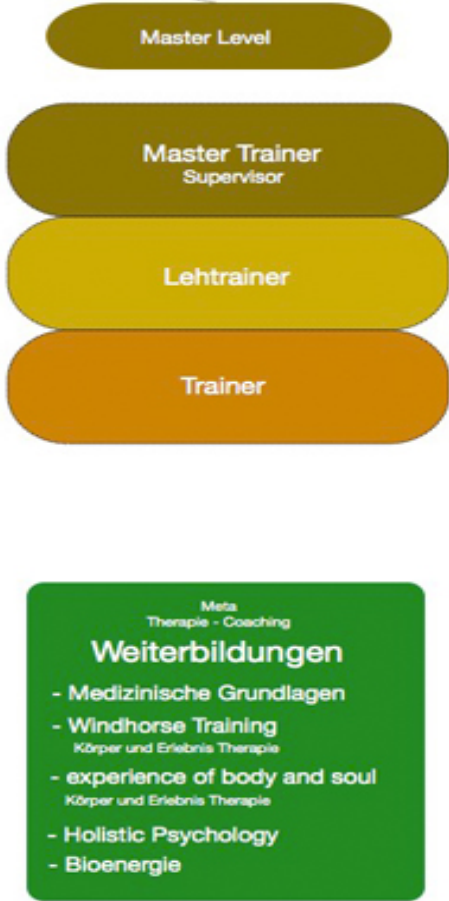 Master Level
Master Trainer
Supervisor
Lehtrainer
Trainer
Meta
Therapie - Coaching
Weiterbildungen
- Medizinische Grundlagen
- Windhorse Training
Körper und Erlebnis Therapie
- experience of body and soul
Körper und Erlebnis Therapie
- Holistic Psychology
- Bioenergie